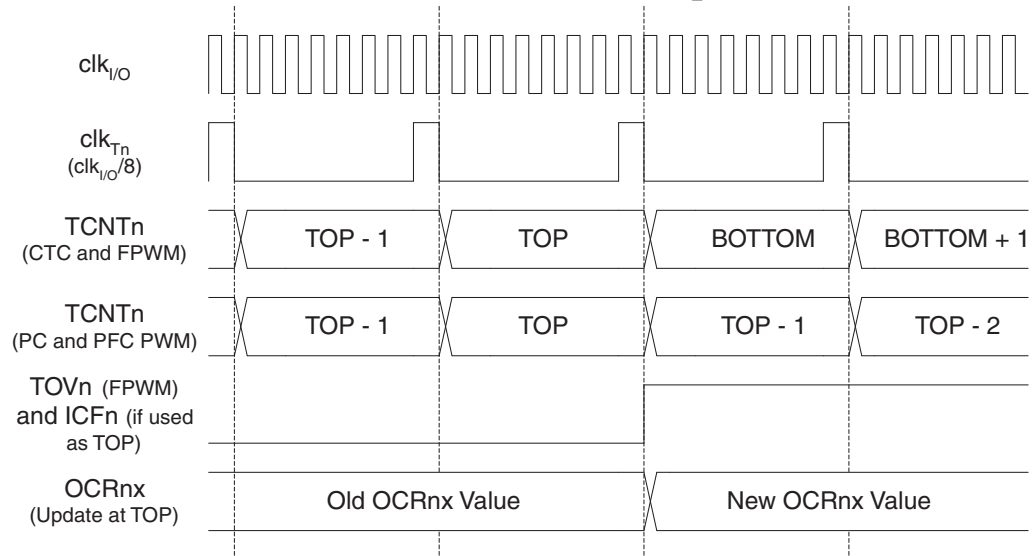 clkI/O
clkTn
(clkI/O/8)
TCNTn
(CTC and FPWM)
TOP - 1 TOP BOTTOM BOTTOM + 1
TCNTn
(PC and PFC PWM)
TOP - 1 TOP TOP - 1 TOP - 2
TOVn (FPWM)
and ICFn (if used
as TOP)
OCRnx
(Update at TOP)
Old OCRnx Value New OCRnx Value